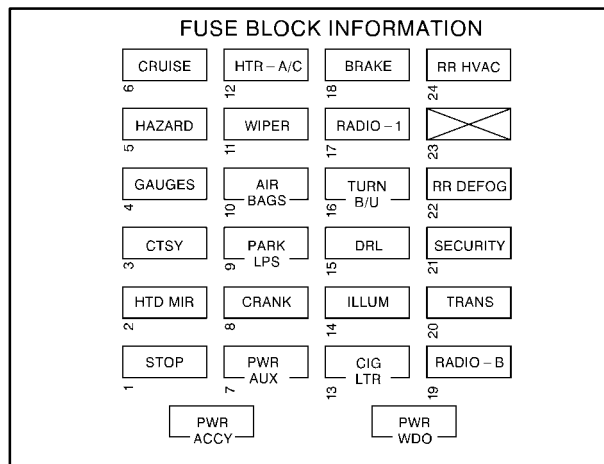 FUSE BLOCK INFORMATION
CRUISE HTR-A/C BRAKE RR HVAC
6 12 18 24
HAZARD WIPER RADIO-1
5 11 17 23
GAUGES AIR BAGS TURN B/U RR DEFOG
4 10 16 22
CTSY PARK LPS DRL SECURITY
3 9 15 21
HTD MIR CRANK ILLUM TRANS
2 8 14 20
STOP PWR AUX CIG LTR RADIO-B
1 7 13 19
PWR ACCY PWR WDO